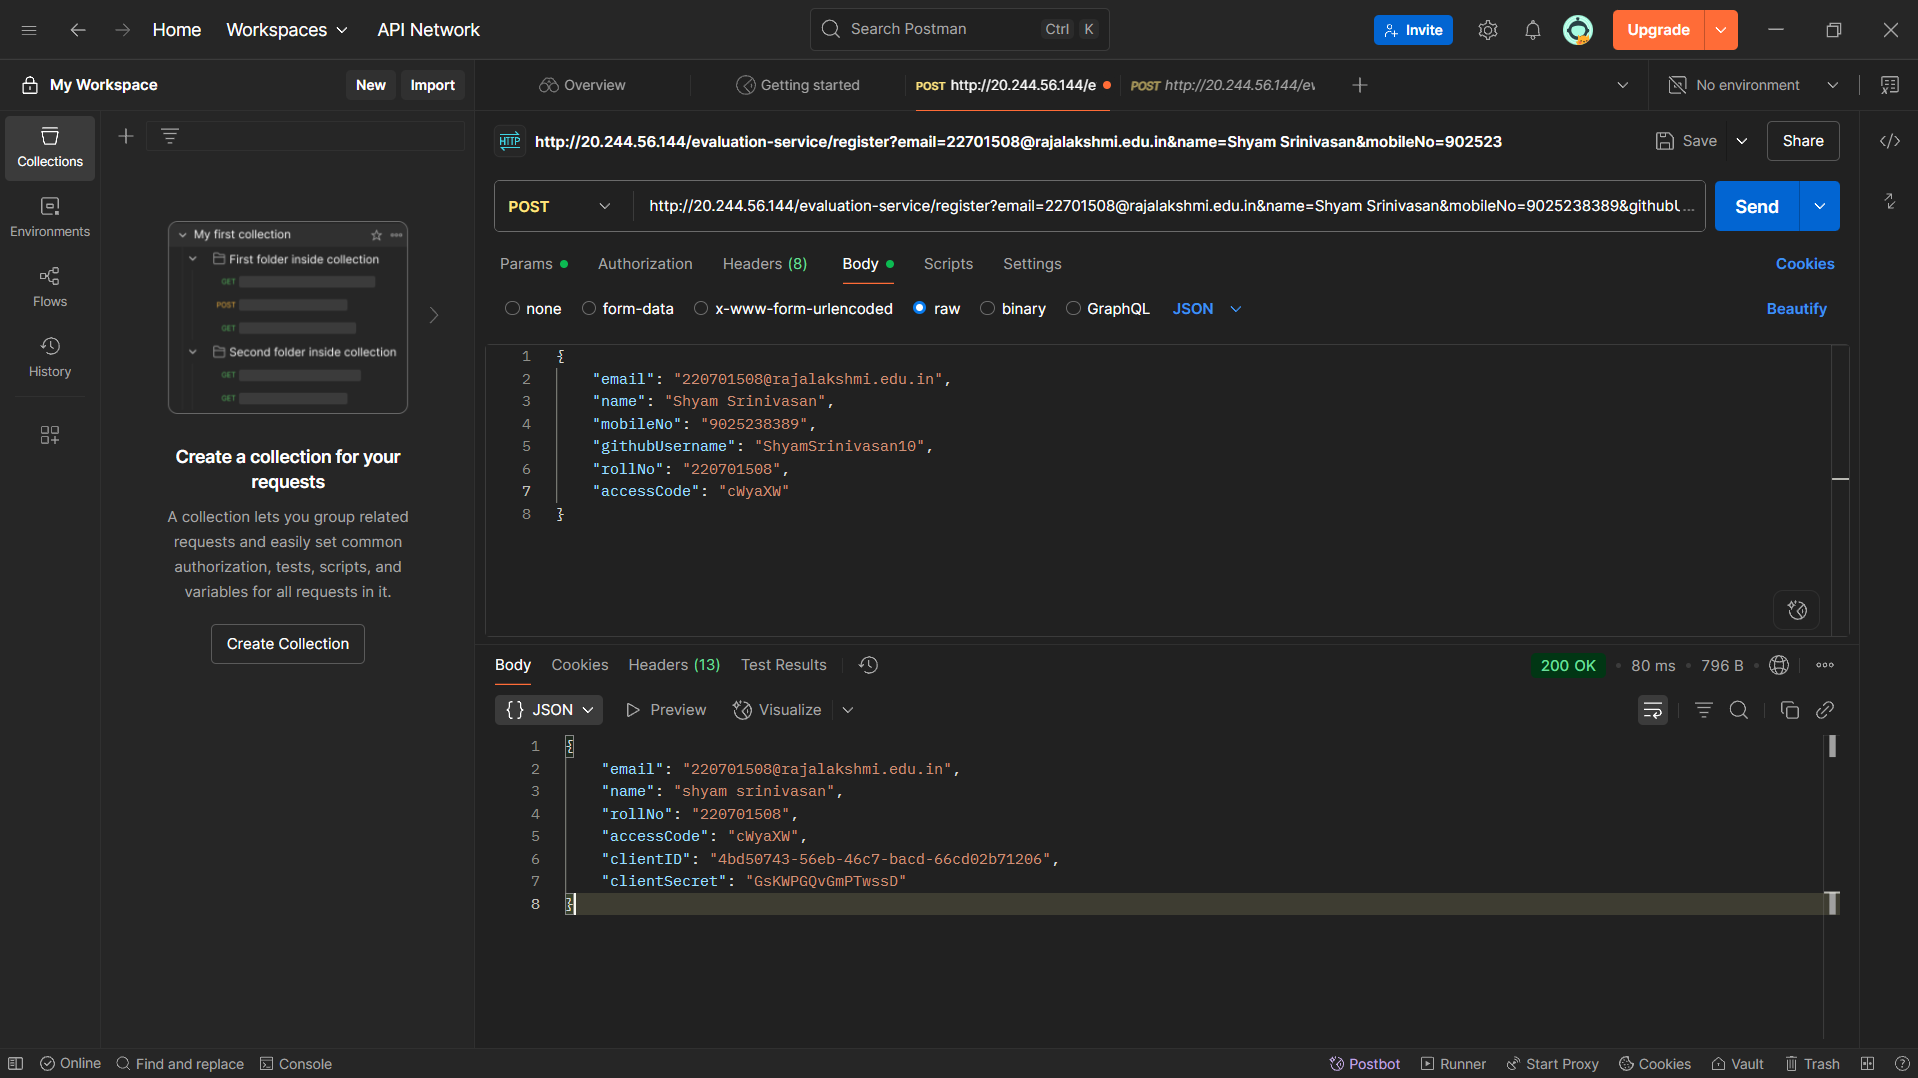 Home Workspaces API Network Search Postman Ctrl K Invite Upgrade
My Workspace New Import Overview Getting started POST http://20.244.56.144/e POST http://20.244.56.144/ev No environment
HTTP http://20.244.56.144/evaluation-service/register?email=22701508@rajalakshmi.edu.in&name=Shyam Srinivasan&mobileNo=902523 Save Share
POST http://20.244.56.144/evaluation-service/register?email=22701508@rajalakshmi.edu.in&name=Shyam Srinivasan&mobileNo=9025238389&githubU... Send
Params Authorization Headers (8) Body Scripts Settings Cookies
none form-data x-www-form-urlencoded raw binary GraphQL JSON Beautify
Collections
Environments
Flows
History
My first collection
First folder inside collection
GET
POST
GET
Second folder inside collection
GET
GET
Create a collection for your
requests
A collection lets you group related
requests and easily set common
authorization, tests, scripts, and
variables for all requests in it.
Create Collection
1 {
2 "email": "220701508@rajalakshmi.edu.in",
3 "name": "Shyam Srinivasan",
4 "mobileNo": "9025238389",
5 "githubUsername": "ShyamSrinivasan10",
6 "rollNo": "220701508",
7 "accessCode": "cWyaXW"
8 }
Body Cookies Headers (13) Test Results 200 OK 80 ms 796 B
{} JSON Preview Visualize
1 {
2 "email": "220701508@rajalakshmi.edu.in",
3 "name": "shyam srinivasan",
4 "rollNo": "220701508",
5 "accessCode": "cWyaXW",
6 "clientID": "4bd50743-56eb-46c7-bacd-66cd02b71206",
7 "clientSecret": "GsKWPGQvGmPTwssD"
8 }
Online Find and replace Console Postbot Runner Start Proxy Cookies Vault Trash